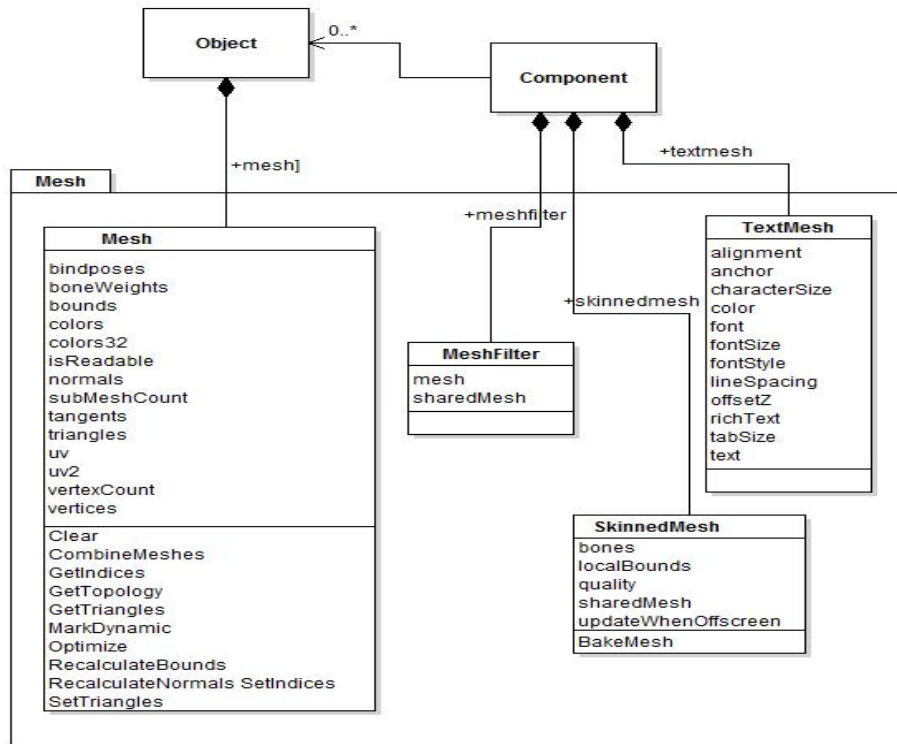 Object
0..*
Component
+mesh]
+textmesh
Mesh
+meshfilter
+skinnedmesh
Mesh
bindposes
boneWeights
bounds
colors
colors32
isReadable
normals
subMeshCount
tangents
triangles
uv
uv2
vertexCount
vertices
Clear
CombineMeshes
GetIndices
GetTopology
GetTriangles
MarkDynamic
Optimize
RecalculateBounds
RecalculateNormals SetIndices
SetTriangles
MeshFilter
mesh
sharedMesh
TextMesh
alignment
anchor
characterSize
color
font
fontSize
fontStyle
lineSpacing
offsetZ
richText
tabSize
text
SkinnedMesh
bones
localBounds
quality
sharedMesh
updateWhenOffscreen
BakeMesh